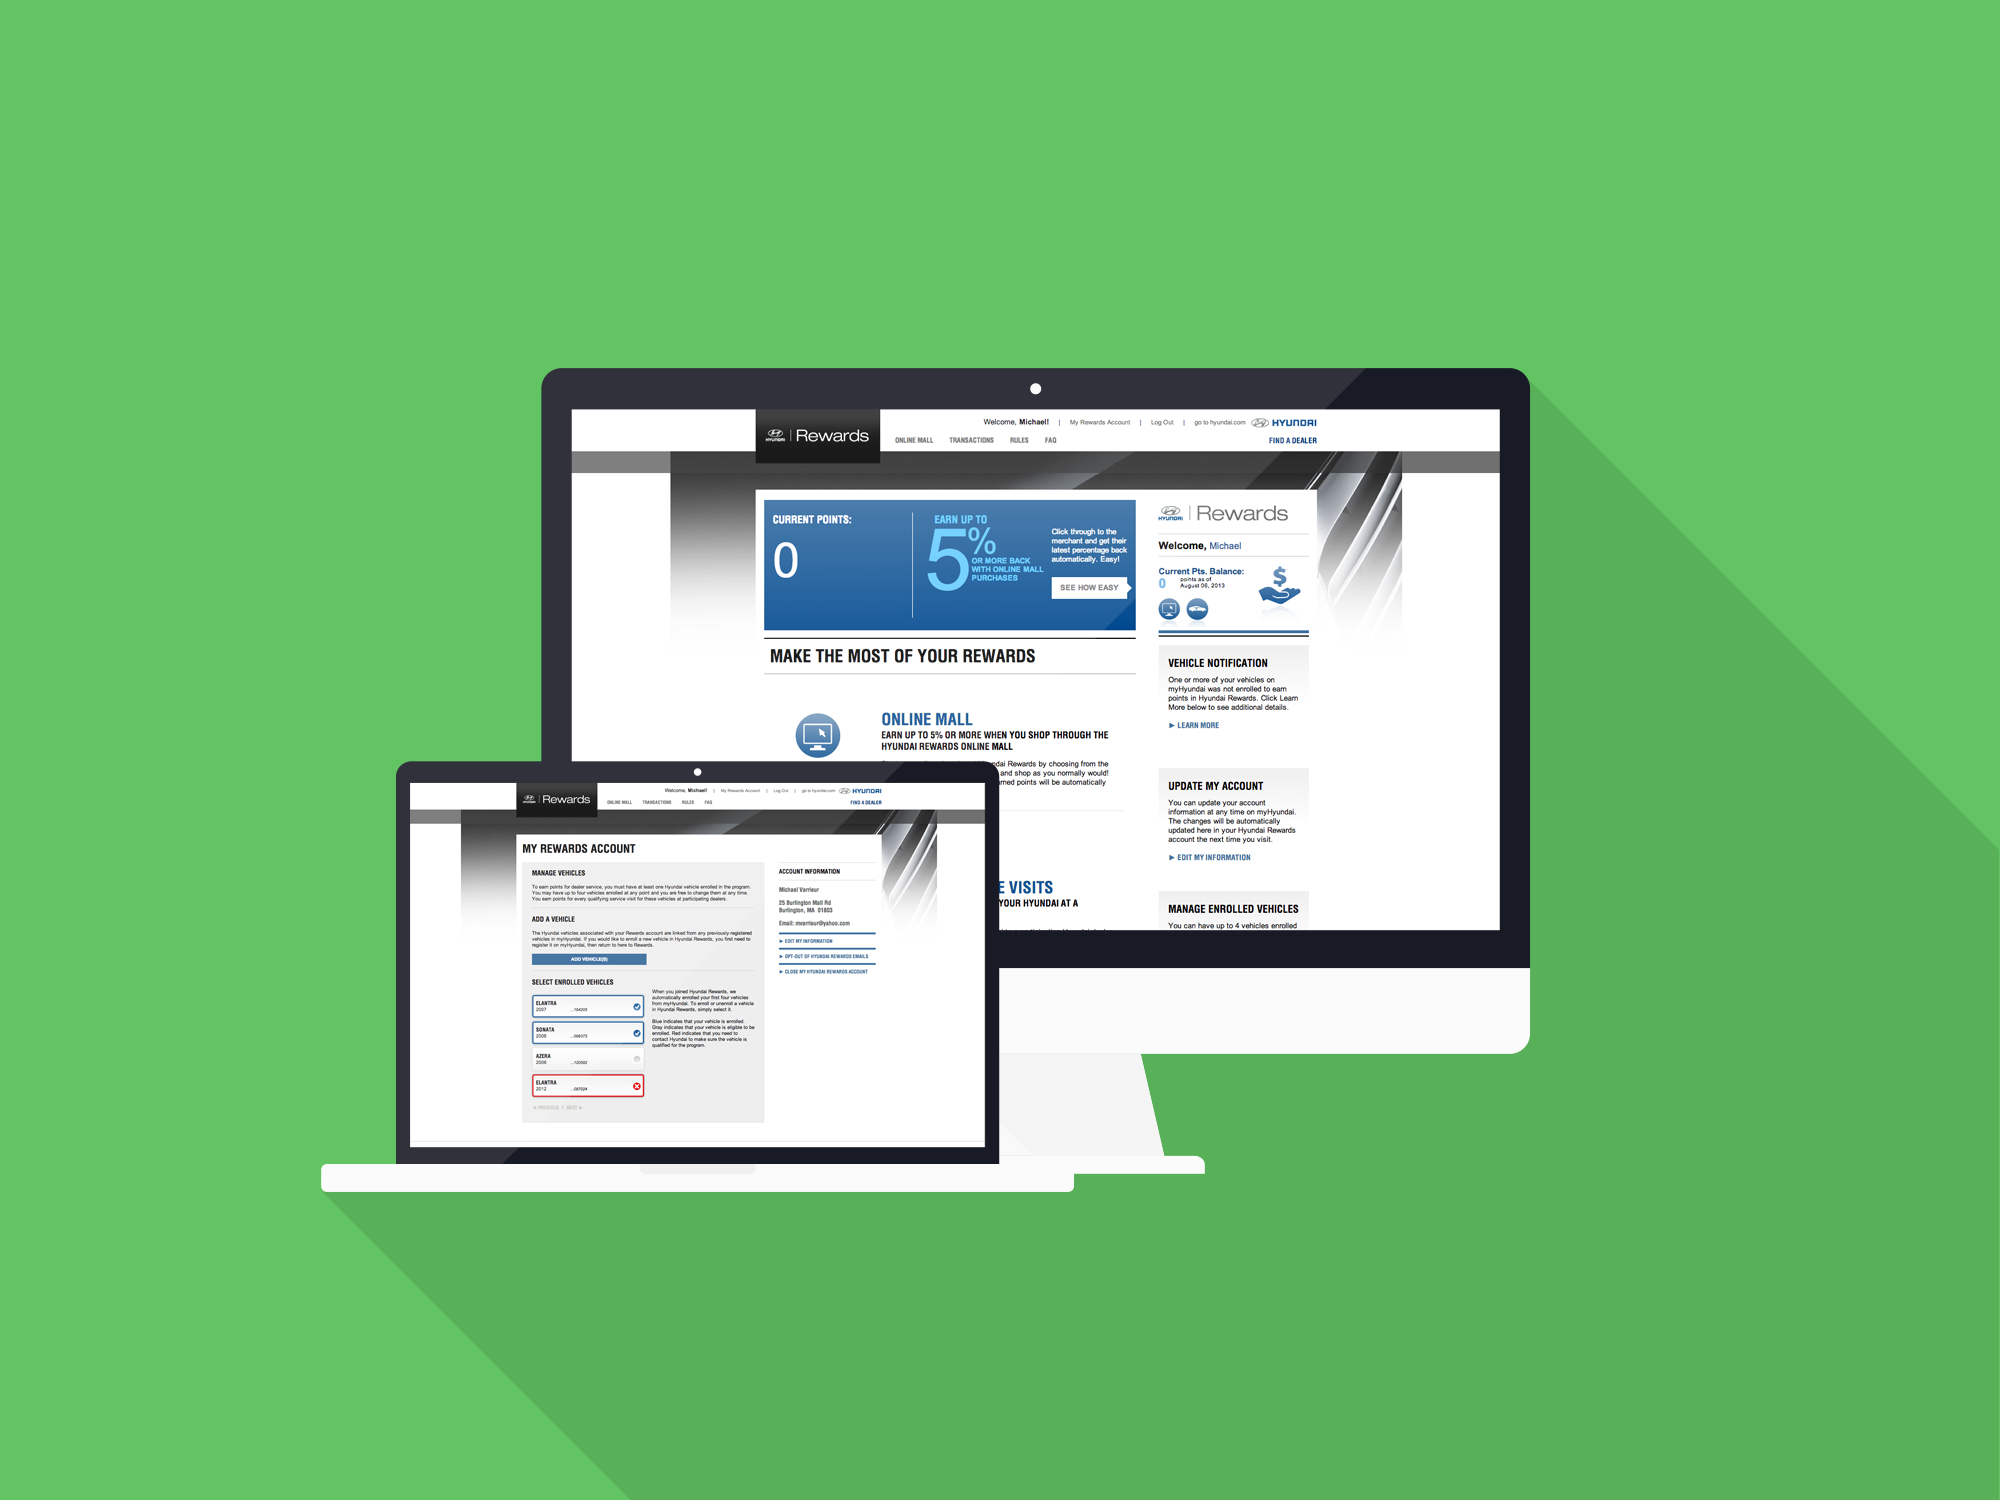 Welcome, Michael! | My Rewards Account | Log Out | go to hyundai.com HYUNDAI
HYUNDAI | Rewards
ONLINE MALL TRANSACTIONS RULES FAQ
FIND A DEALER
CURRENT POINTS:
0
EARN UP TO
5%
OR MORE BACK
WITH ONLINE MALL
PURCHASES
Click through to the
merchant and get their
latest percentage back
automatically. Easy!
SEE HOW EASY
MAKE THE MOST OF YOUR REWARDS
ONLINE MALL
EARN UP TO 5% OR MORE WHEN YOU SHOP THROUGH THE
HYUNDAI REWARDS ONLINE MALL
ndai Rewards by choosing from the
and shop as you normally would!
rned points will be automatically
E VISITS
YOUR HYUNDAI AT A
HYUNDAI | Rewards
Welcome, Michael
Current Pts. Balance:
0 points as of
August 06, 2013
VEHICLE NOTIFICATION
One or more of your vehicles on
myHyundai was not enrolled to earn
points in Hyundai Rewards. Click Learn
More below to see additional details.
► LEARN MORE
UPDATE MY ACCOUNT
You can update your account
information at any time on myHyundai.
The changes will be automatically
updated here in your Hyundai Rewards
account the next time you visit.
► EDIT MY INFORMATION
MANAGE ENROLLED VEHICLES
You can have up to 4 vehicles enrolled
Welcome, Michael! | My Rewards Account | Log Out | go to hyundai.com HYUNDAI
HYUNDAI | Rewards
ONLINE MALL TRANSACTIONS RULES FAQ
FIND A DEALER
MY REWARDS ACCOUNT
MANAGE VEHICLES
To earn points for dealer service, you must have at least one Hyundai vehicle enrolled in the program.
You may have up to four vehicles enrolled at any point and you are free to change them at any time.
You earn points for every qualifying service visit for these vehicles at participating dealers.
ADD A VEHICLE
The Hyundai vehicles associated with your Rewards account are linked from any previously-registered
vehicles in myHyundai. If you would like to enroll a new vehicle in Hyundai Rewards, you first need to
register it on myHyundai, then return to here to Rewards.
ADD VEHICLE(S)
SELECT ENROLLED VEHICLES
ELANTRA
2007 ...164205
SONATA
2006 ...098375
AZERA
2006 ...120582
ELANTRA
2012 ...087024
◄ PREVIOUS 1 NEXT ►
When you joined Hyundai Rewards, we
automatically enrolled your first four vehicles
from myHyundai. To enroll or unenroll a vehicle
in Hyundai Rewards, simply select it.
Blue indicates that your vehicle is enrolled.
Gray indicates that your vehicle is eligible to be
enrolled. Red indicates that you need to
contact Hyundai to make sure the vehicle is
qualified for the program.
ACCOUNT INFORMATION
Michael Varrieur
25 Burlington Mall Rd
Burlington, MA 01803
Email: mvarrieur@yahoo.com
► EDIT MY INFORMATION
► OPT-OUT OF HYUNDAI REWARDS EMAILS
► CLOSE MY HYUNDAI REWARDS ACCOUNT